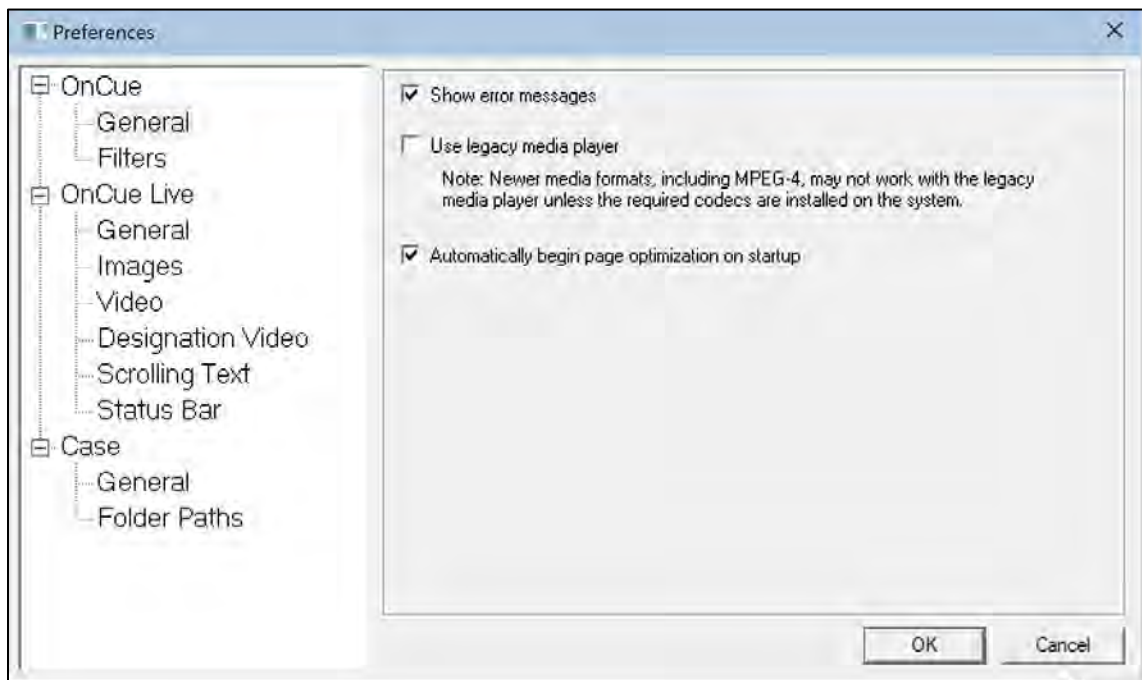 Preferences
OnCue
General
Filters
OnCue Live
General
Images
Video
Designation Video
Scrolling Text
Status Bar
Case
General
Folder Paths
Show error messages
Use legacy media player
Note: Newer media formats, including MPEG-4, may not work with the legacy
media player unless the required codecs are installed on the system.
Automatically begin page optimization on startup
OK
Cancel